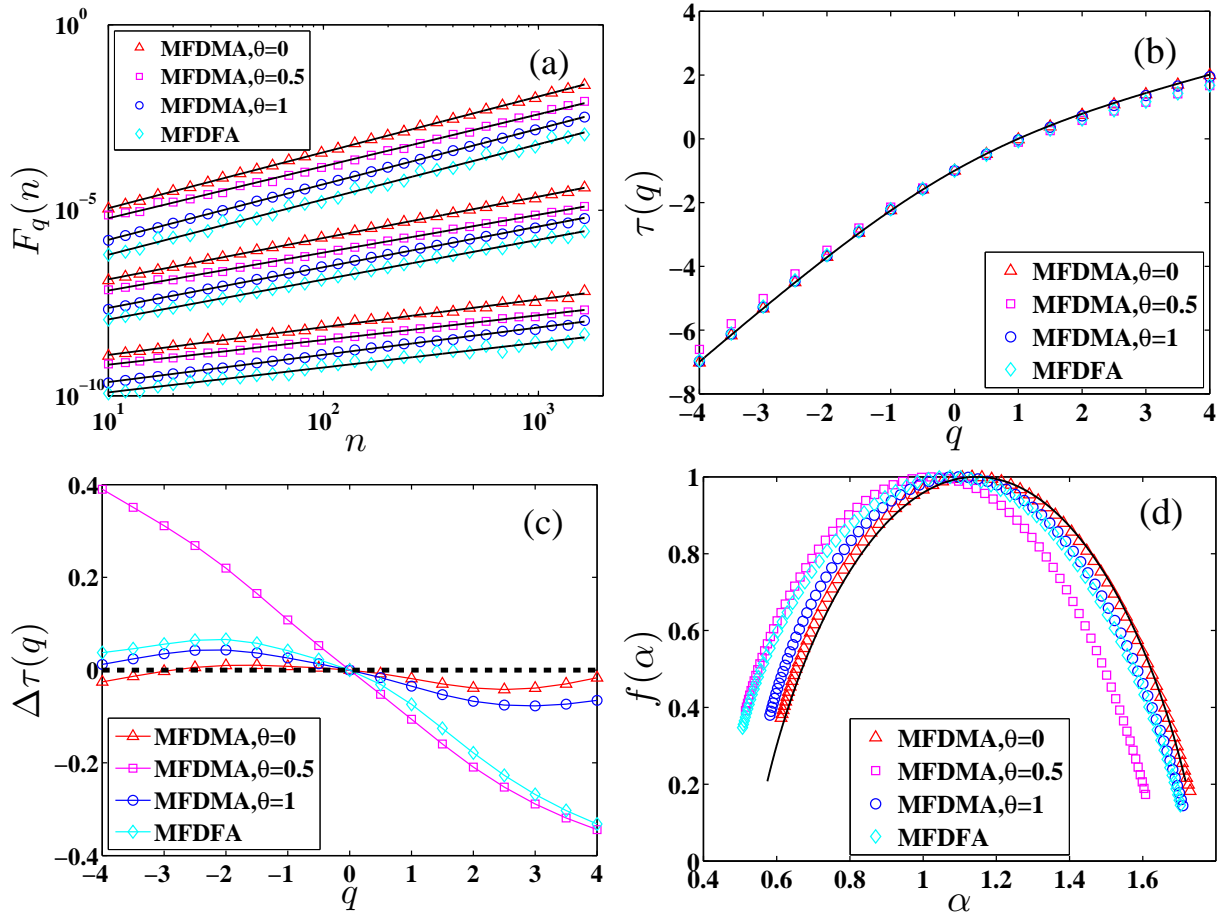 10^0
10^-5
10^-10
F_q(n)
MFDMA,θ=0
MFDMA,θ=0.5
MFDMA,θ=1
MFDFA
(a)
10^1
10^2
10^3
n
4
2
0
−2
−4
−6
−8
τ(q)
(b)
MFDMA,θ=0
MFDMA,θ=0.5
MFDMA,θ=1
MFDFA
−4
−3
−2
−1
0
1
2
3
4
q
0.4
0.2
0
−0.2
−0.4
Δτ(q)
(c)
MFDMA,θ=0
MFDMA,θ=0.5
MFDMA,θ=1
MFDFA
−4
−3
−2
−1
0
1
2
3
4
q
1
0.8
0.6
0.4
0.2
0
f(α)
(d)
MFDMA,θ=0
MFDMA,θ=0.5
MFDMA,θ=1
MFDFA
0.4
0.6
0.8
1
1.2
1.4
1.6
α